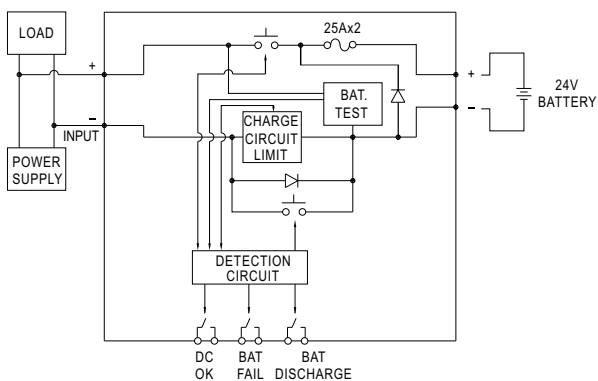 LOAD
25Ax2
+
+
24V
BATTERY
BAT.
TEST
–
–
INPUT
CHARGE
CIRCUIT
LIMIT
POWER
SUPPLY
DETECTION
CIRCUIT
DC
OK
BAT
FAIL
BAT
DISCHARGE